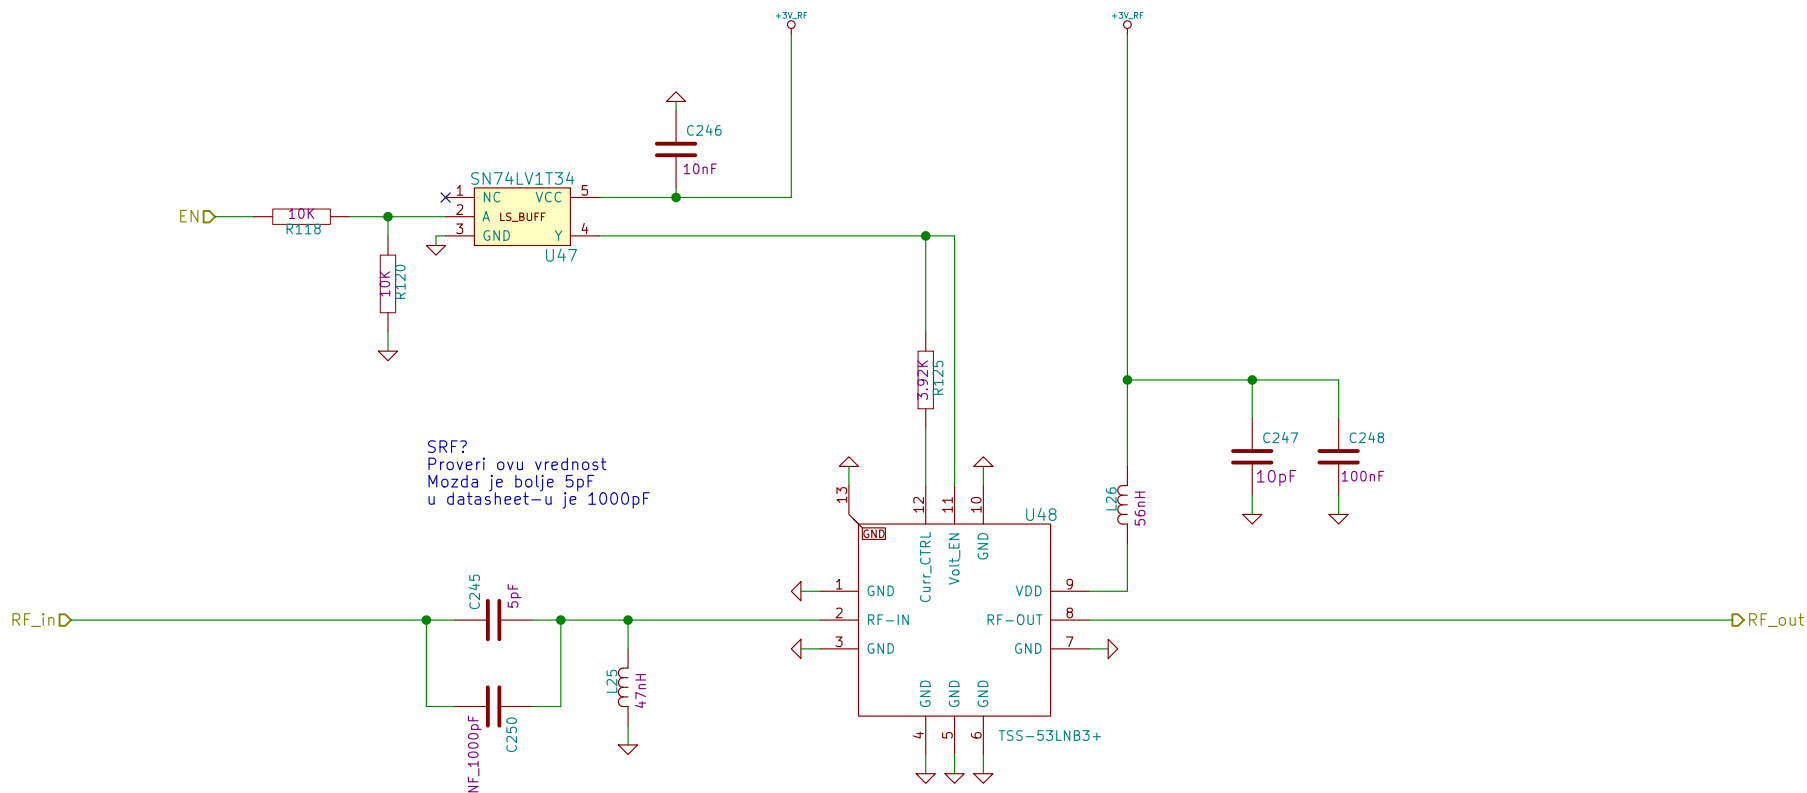 +3V_RF
+3V_RF
C246
10nF
SN74LV1T34
1 NC VCC 5
2 A LS_BUFF
3 GND Y 4
U47
EN
10K
R118
10K
R120
3.92K
R125
SRF?
Proveri ovu vrednost
Mozda je bolje 5pF
u datasheet-u je 1000pF
C247
10pF
C248
100nF
L26
56nH
13
12
11
10
U48
GND
Curr_CTRL
Volt_EN
GND
1 GND VDD 9
2 RF-IN RF-OUT 8
3 GND GND 7
GND
GND
GND
4
5
6
TSS-53LNB3+
RF_in
C245
5pF
NF_1000pF
C250
L25
47nH
RF_out